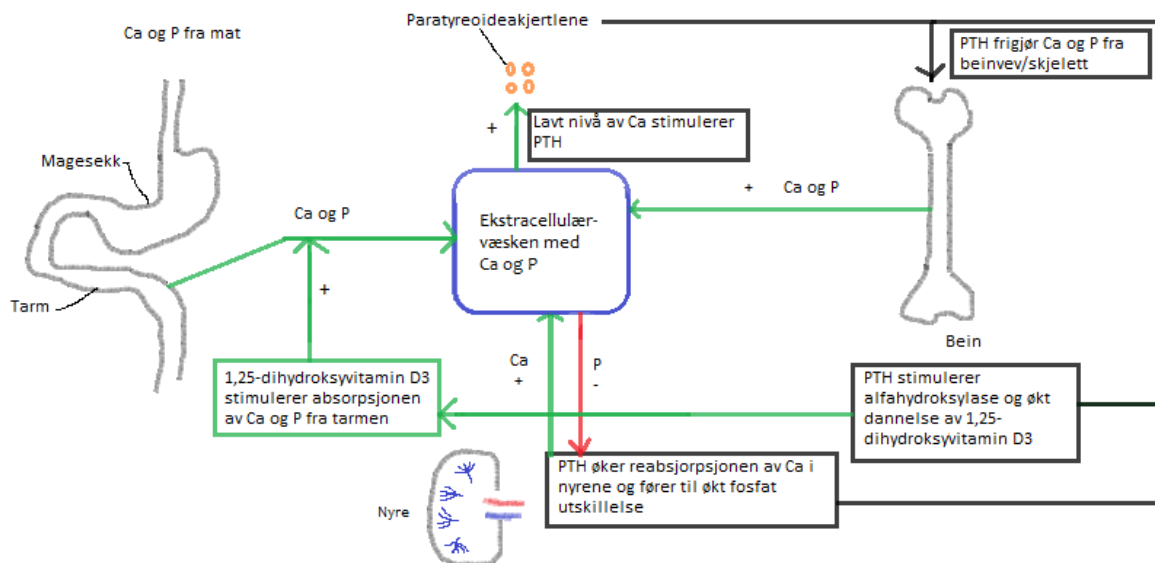 Paratyreoideakjertlene
Ca og P fra mat
PTH frigjør Ca og P fra
beinvev/skjelett
+
Lavt nivå av Ca stimulerer
PTH
Magesekk
Ca og P
+ Ca og P
Ekstracellulær-
væsken med
Ca og P
Tarm
+
Bein
Ca
+
P
-
1,25-dihydroksyvitamin D3
stimulerer absorpsjonen
av Ca og P fra tarmen
PTH stimulerer
alfahydroksylase og økt
dannelse av 1,25-
dihydroksyvitamin D3
PTH øker reabsjorpsjonen av Ca i
nyrene og fører til økt fosfat
utskillelse
Nyre